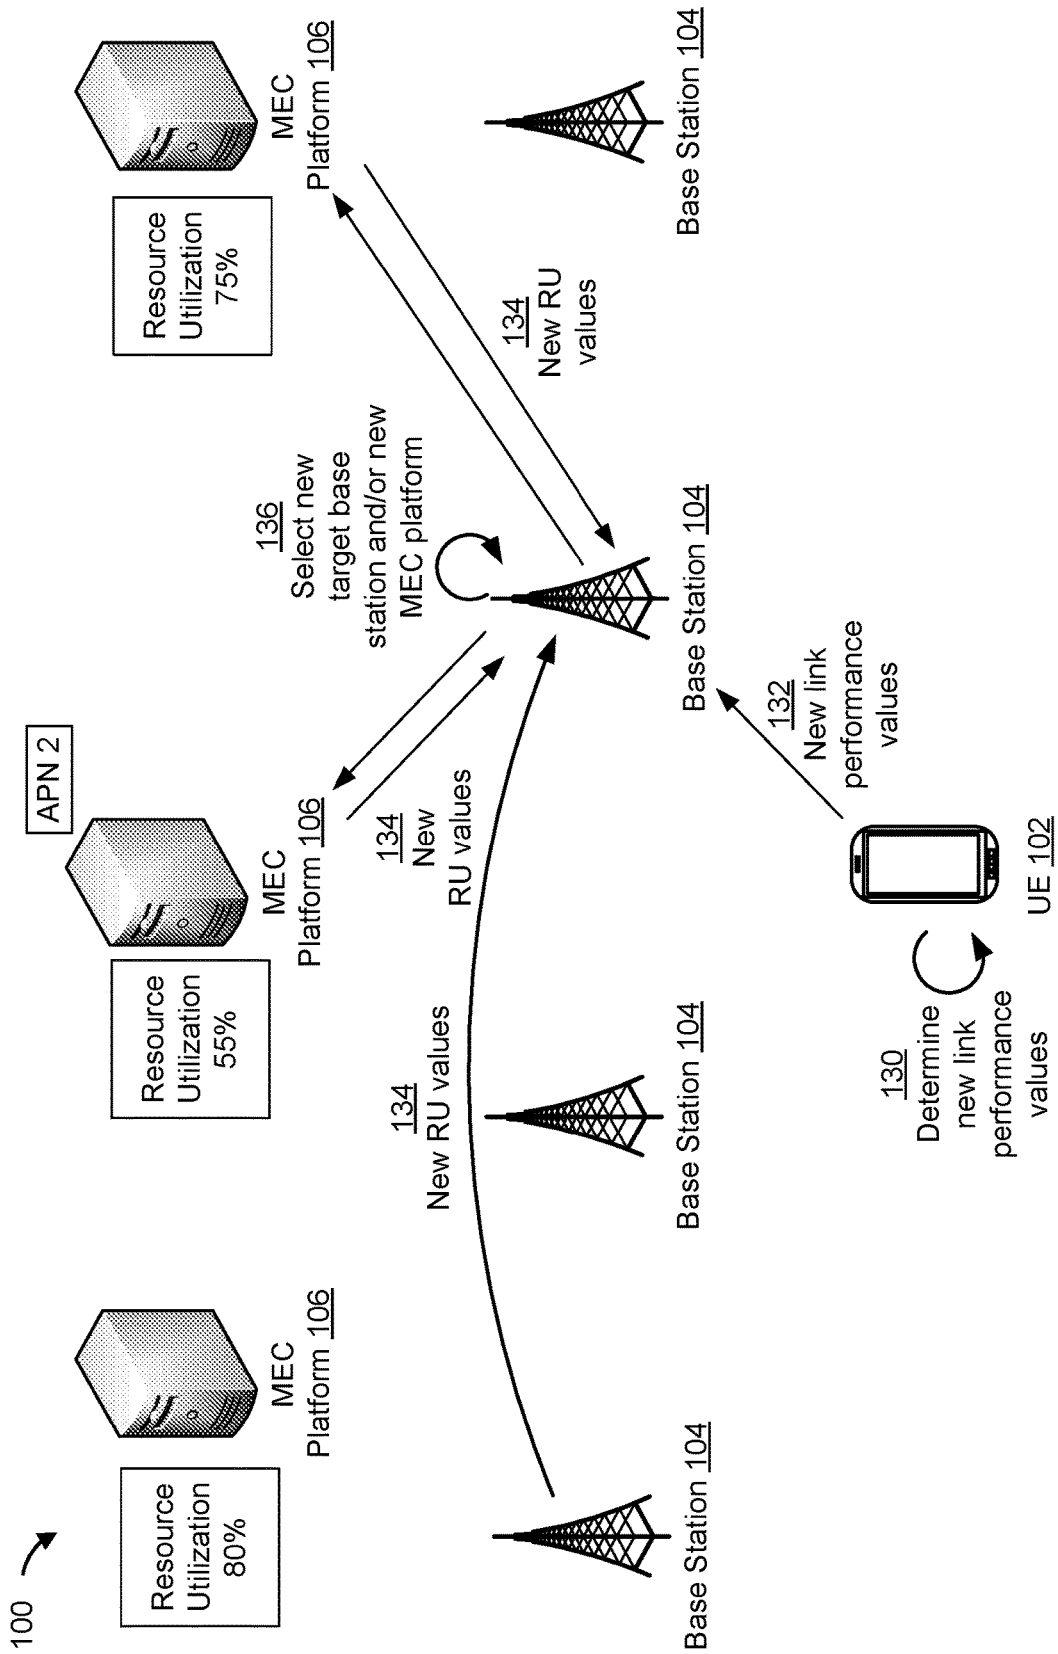 100
Resource
Utilization
80%
MEC
Platform 106
Resource
Utilization
55%
APN 2
MEC
Platform 106
Resource
Utilization
75%
MEC
Platform 106
134
New RU values
134
New
RU values
136
Select new
target base
station and/or new
MEC platform
134
New RU
values
Base Station 104
Base Station 104
Base Station 104
Base Station 104
130
Determine
new link
performance
values
UE 102
132
New link
performance
values